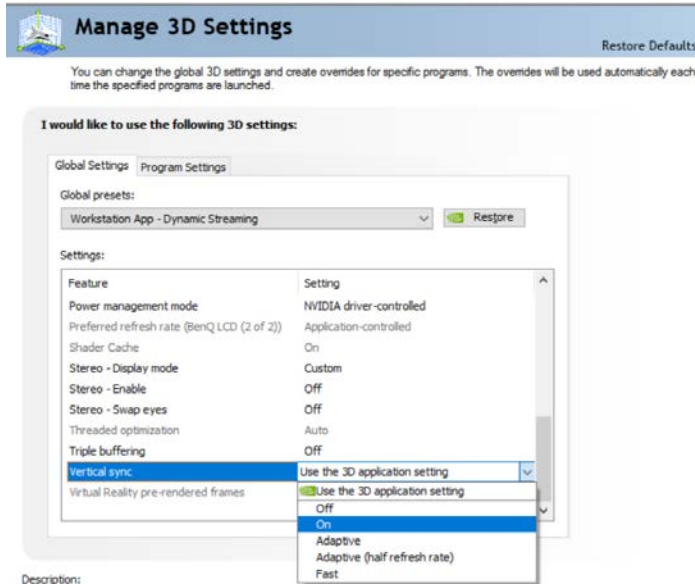 Manage 3D Settings
Restore Defaults
You can change the global 3D settings and create overrides for specific programs. The overrides will be used automatically each
time the specified programs are launched.
I would like to use the following 3D settings:
Global Settings Program Settings
Global presets:
Workstation App - Dynamic Streaming Restore
Settings:
Feature Setting
Power management mode NVIDIA driver-controlled
Preferred refresh rate (BenQ LCD (2 of 2)) Application-controlled
Shader Cache On
Stereo - Display mode Custom
Stereo - Enable Off
Stereo - Swap eyes Off
Threaded optimization Auto
Triple buffering Off
Vertical sync Use the 3D application setting
Virtual Reality pre-rendered frames Use the 3D application setting
Off
On
Adaptive
Adaptive (half refresh rate)
Fast
Description: